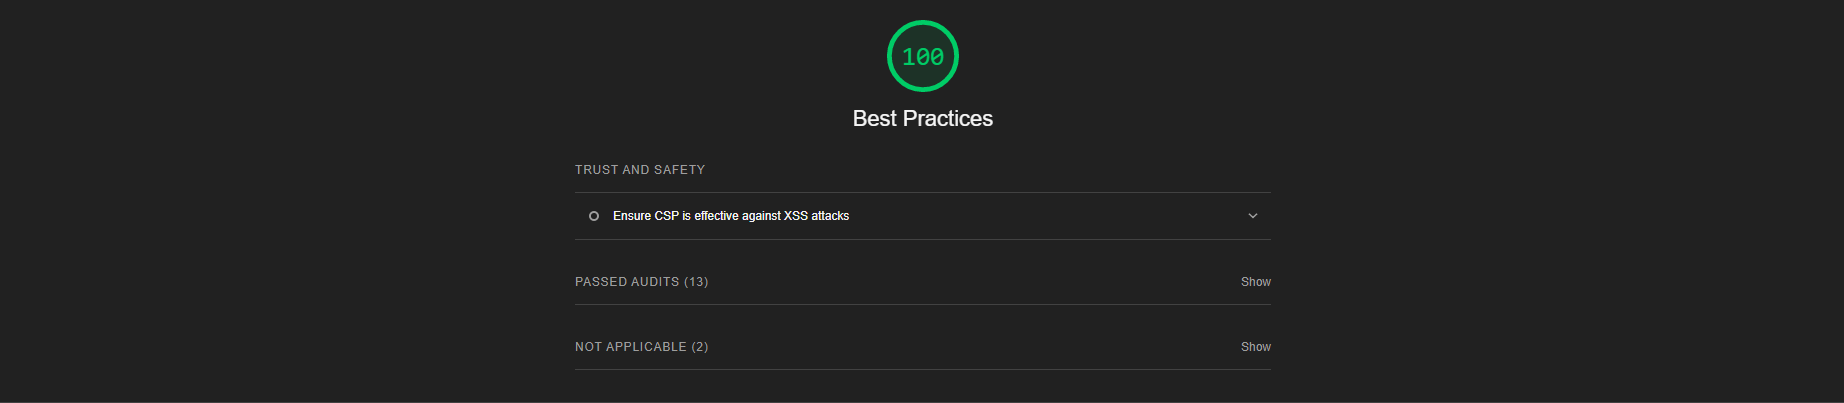 100
Best Practices
TRUST AND SAFETY
Ensure CSP is effective against XSS attacks
PASSED AUDITS (13) Show
NOT APPLICABLE (2) Show